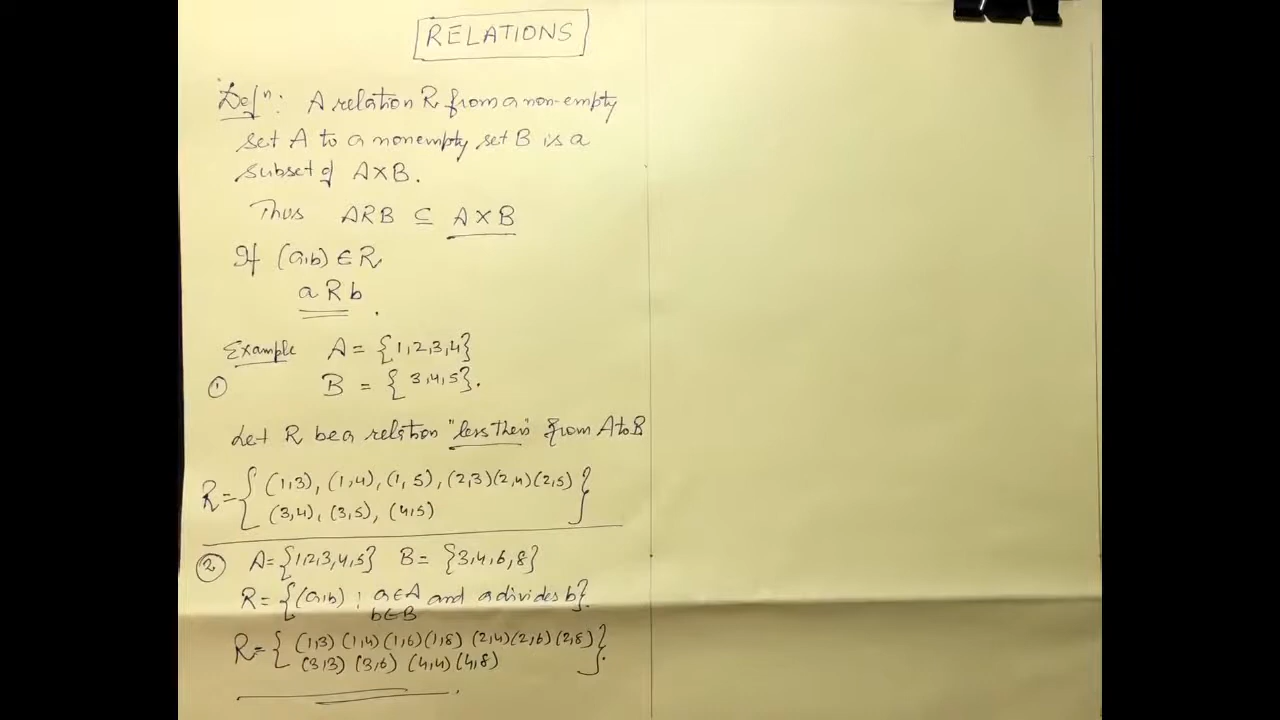 RELATIONS
Defⁿ: A relation R from a non-empty
set A to a nonempty set B is a
subset of A×B.
Thus ARB ⊆ A×B
If (a,b) ∈ R
a R b.
Example A = {1,2,3,4}
① B = {3,4,5}.
Let R be a relation "less then" from A to B
R = { (1,3), (1,4), (1,5), (2,3) (2,4) (2,5)
(3,4), (3,5), (4,5) }
② A = {1,2,3,4,5} B = {3,4,6,8}
R = {(a,b) ; a∈A and a divides b}.
b∈B
R = { (1,3) (1,4) (1,6) (1,8) (2,4) (2,6) (2,8)
(3,3) (3,6) (4,4) (4,8) }.